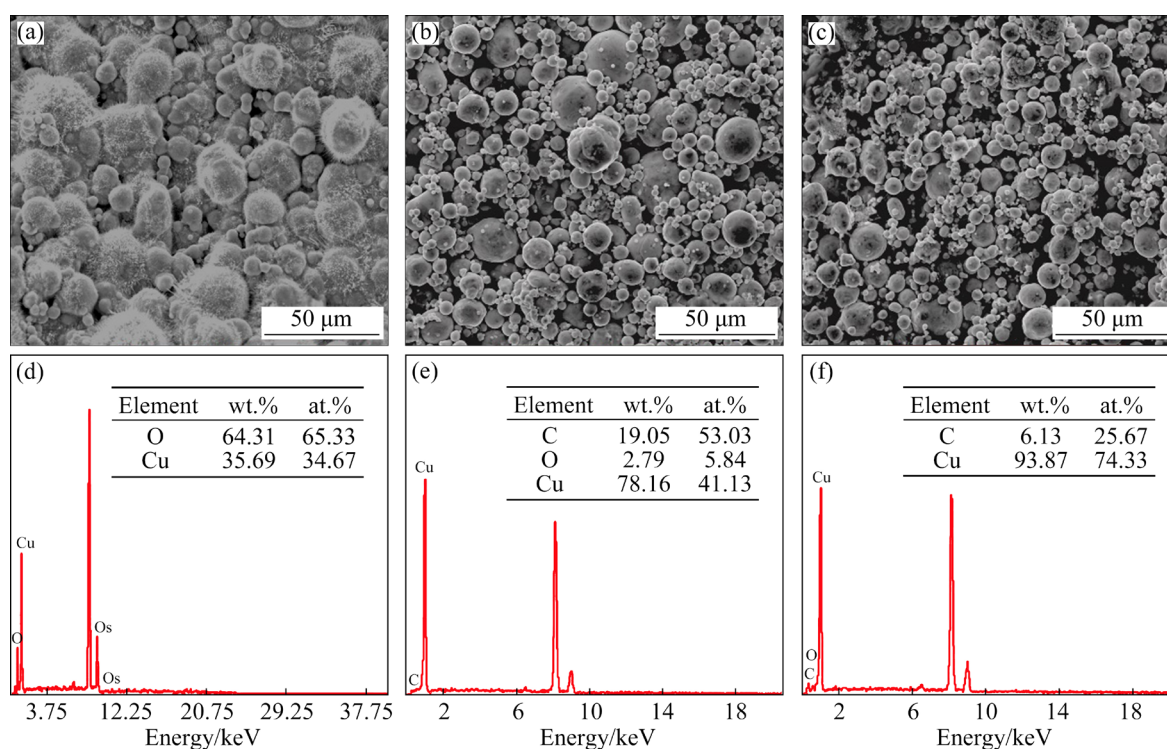 (a)
(b)
(c)
50 μm
50 μm
50 μm
(d)
Element wt.% at.%
O 64.31 65.33
Cu 35.69 34.67
Cu
O
Os
Os
3.75 12.25 20.75 29.25 37.75
Energy/keV
(e)
Element wt.% at.%
C 19.05 53.03
O 2.79 5.84
Cu 78.16 41.13
Cu
C
2 6 10 14 18
Energy/keV
(f)
Element wt.% at.%
C 6.13 25.67
Cu 93.87 74.33
Cu
O
C
2 6 10 14 18
Energy/keV